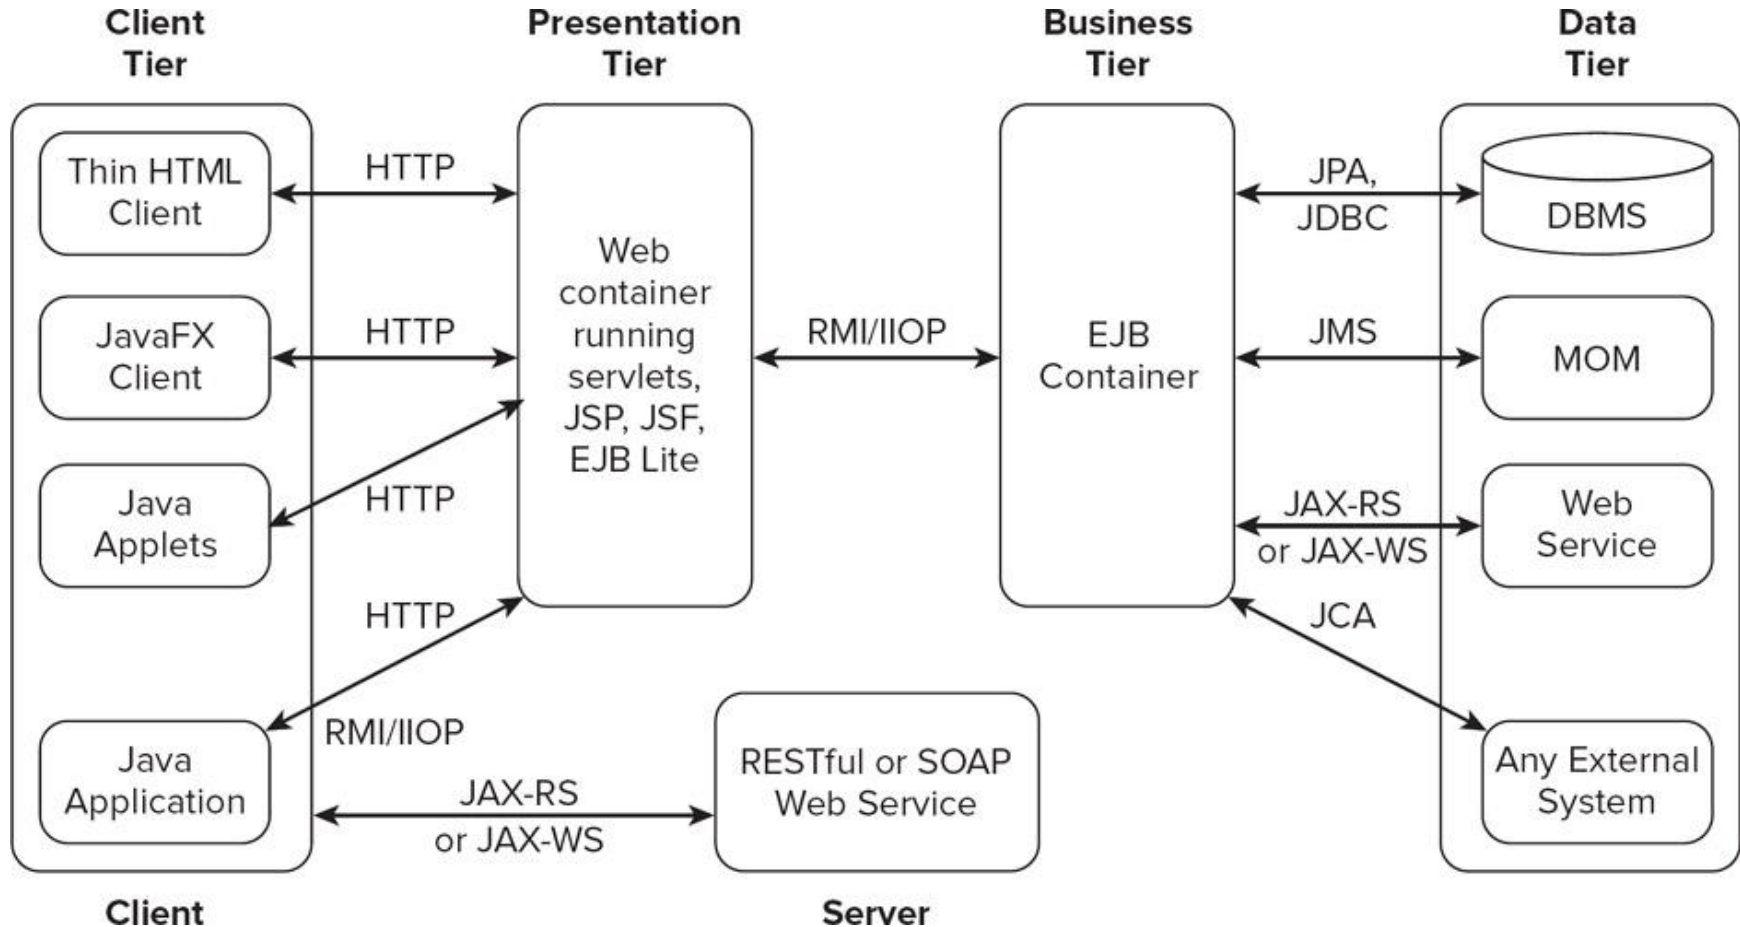 Client
Tier
Presentation
Tier
Business
Tier
Data
Tier
Thin HTML
Client
HTTP
JavaFX
Client
HTTP
Java
Applets
HTTP
HTTP
Java
Application
RMI/IIOP
JAX-RS
or JAX-WS
Web
container
running
servlets,
JSP, JSF,
EJB Lite
RMI/IIOP
RESTful or SOAP
Web Service
EJB
Container
JPA,
JDBC
JMS
JAX-RS
or JAX-WS
JCA
DBMS
MOM
Web
Service
Any External
System
Client
Server